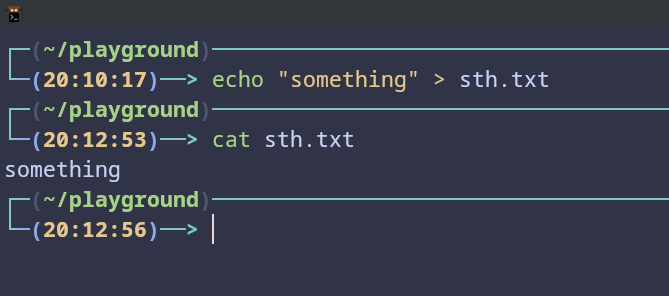 (~/playground)
(20:10:17)—> echo "something" > sth.txt
(~/playground)
(20:12:53)—> cat sth.txt
something
(~/playground)
(20:12:56)—>